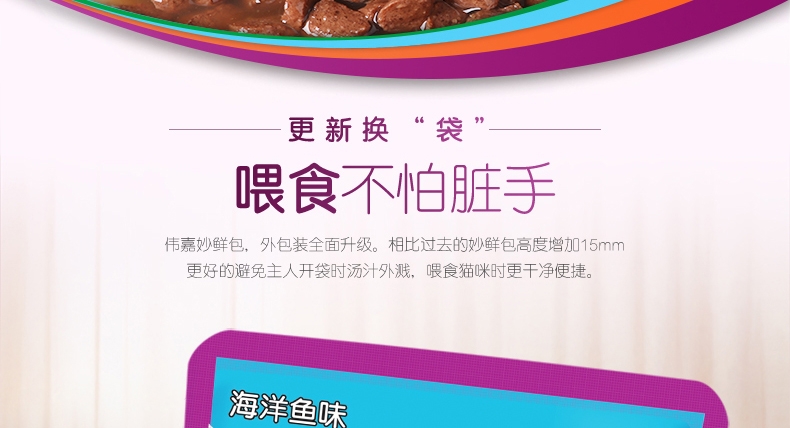 更新换“袋”
喂食不怕脏手
伟嘉妙鲜包，外包装全面升级。相比过去的妙鲜包高度增加15mm
更好的避免主人开袋时汤汁外溅，喂食猫咪时更干净便捷。
海洋鱼味